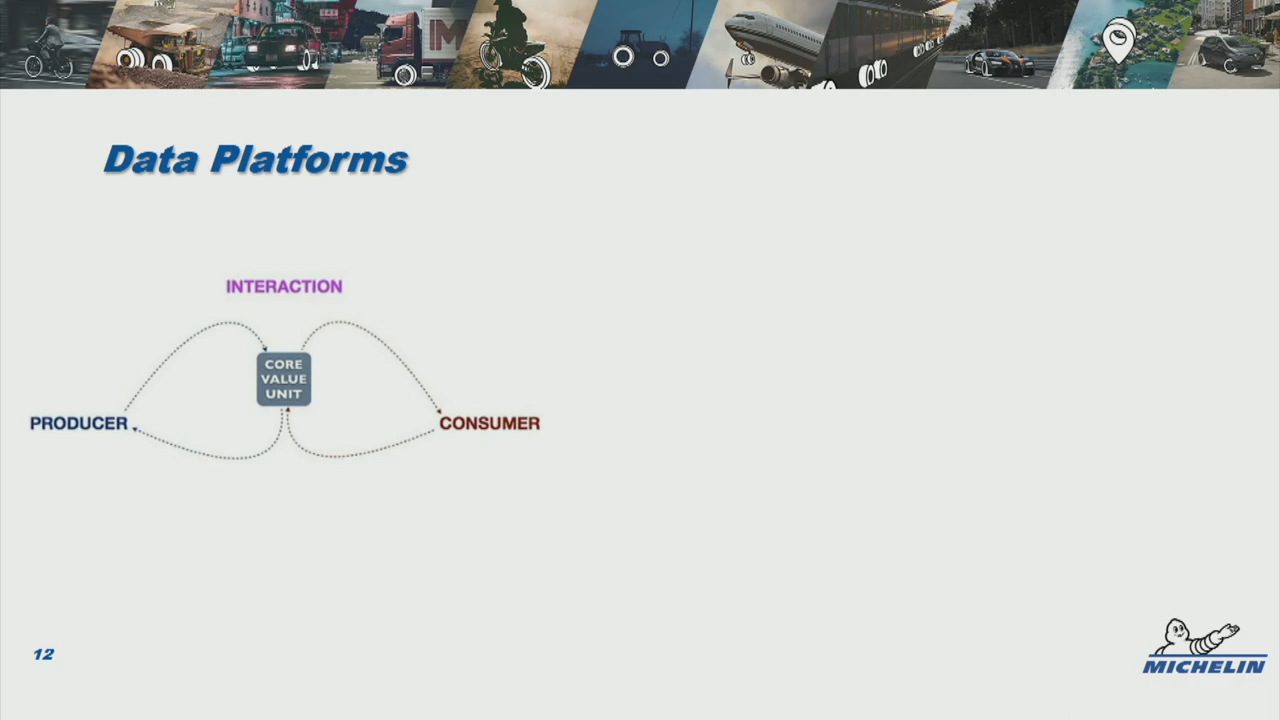 M
Data Platforms
INTERACTION
CORE
VALUE
UNIT
PRODUCER
CONSUMER
12
MICHELIN